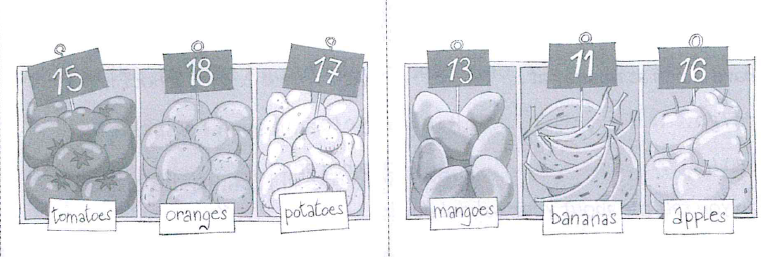 15 18 17 13 11 16
tomatoes oranges potatoes mangoes bananas apples